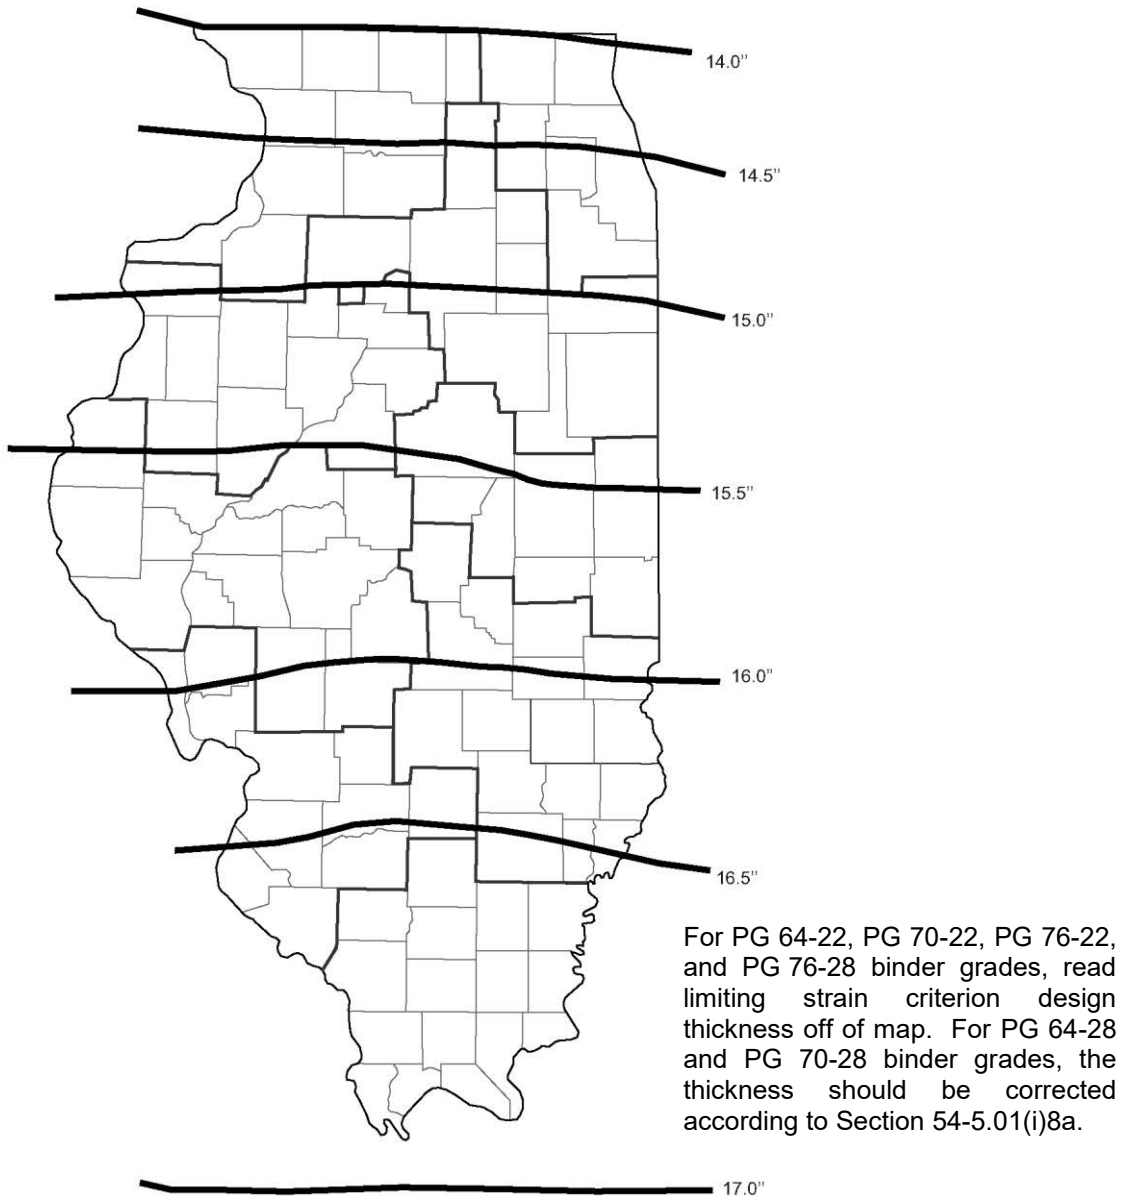 14.0”
14.5”
15.0”
15.5”
16.0”
16.5”
For PG 64-22, PG 70-22, PG 76-22,
and PG 76-28 binder grades, read
limiting strain criterion design
thickness off of map. For PG 64-28
and PG 70-28 binder grades, the
thickness should be corrected
according to Section 54-5.01(i)8a.
17.0”